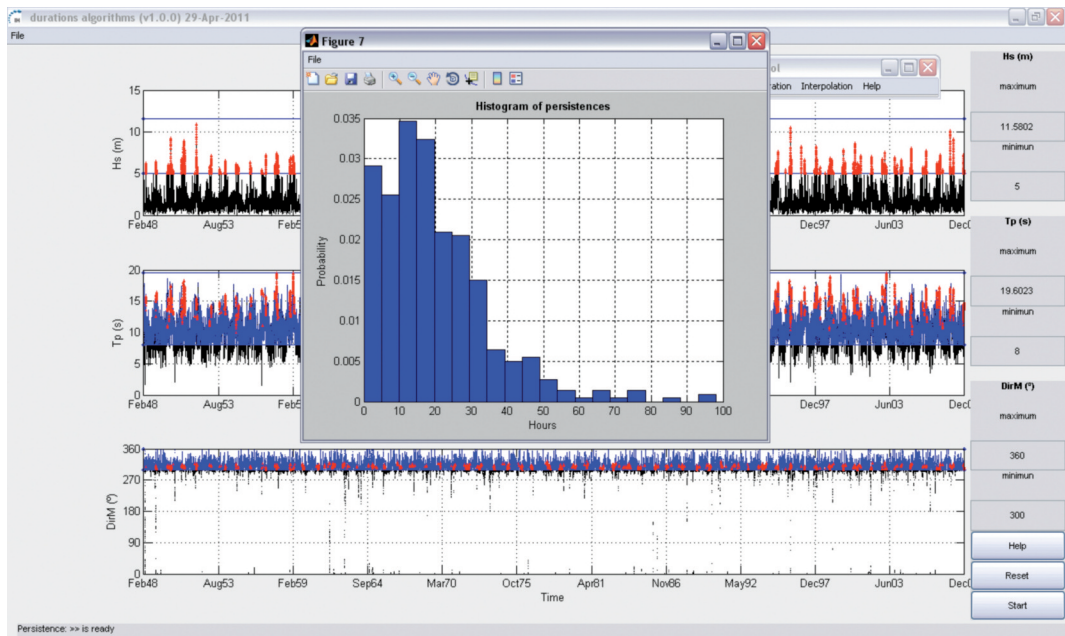 durations algorithms (v1.0.0) 29-Apr-2011
File
Figure 7
File
ol
ration Interpolation Help
Histogram of persistences
Probability
0.035
0.03
0.025
0.02
0.015
0.01
0.005
0
0 10 20 30 40 50 60 70 80 90 100
Hours
Hs (m)
15
10
5
0
Feb48 Aug53 Feb5 Dec97 Jun03 Dec0
Tp (s)
20
15
10
5
0
Feb48 Aug53 Feb5 Dec97 Jun03 Dec0
DirM (º)
360
270
180
90
0
Feb48 Aug53 Feb59 Sep64 Mar70 Oct75 Apr81 Nov86 May92 Dec97 Jun03 Dec0
Time
Hs (m)
maximum
11.5802
minimun
5
Tp (s)
maximum
19.6023
minimun
8
DirM (º)
maximum
360
minimun
300
Help
Reset
Start
Persistence: >> is ready